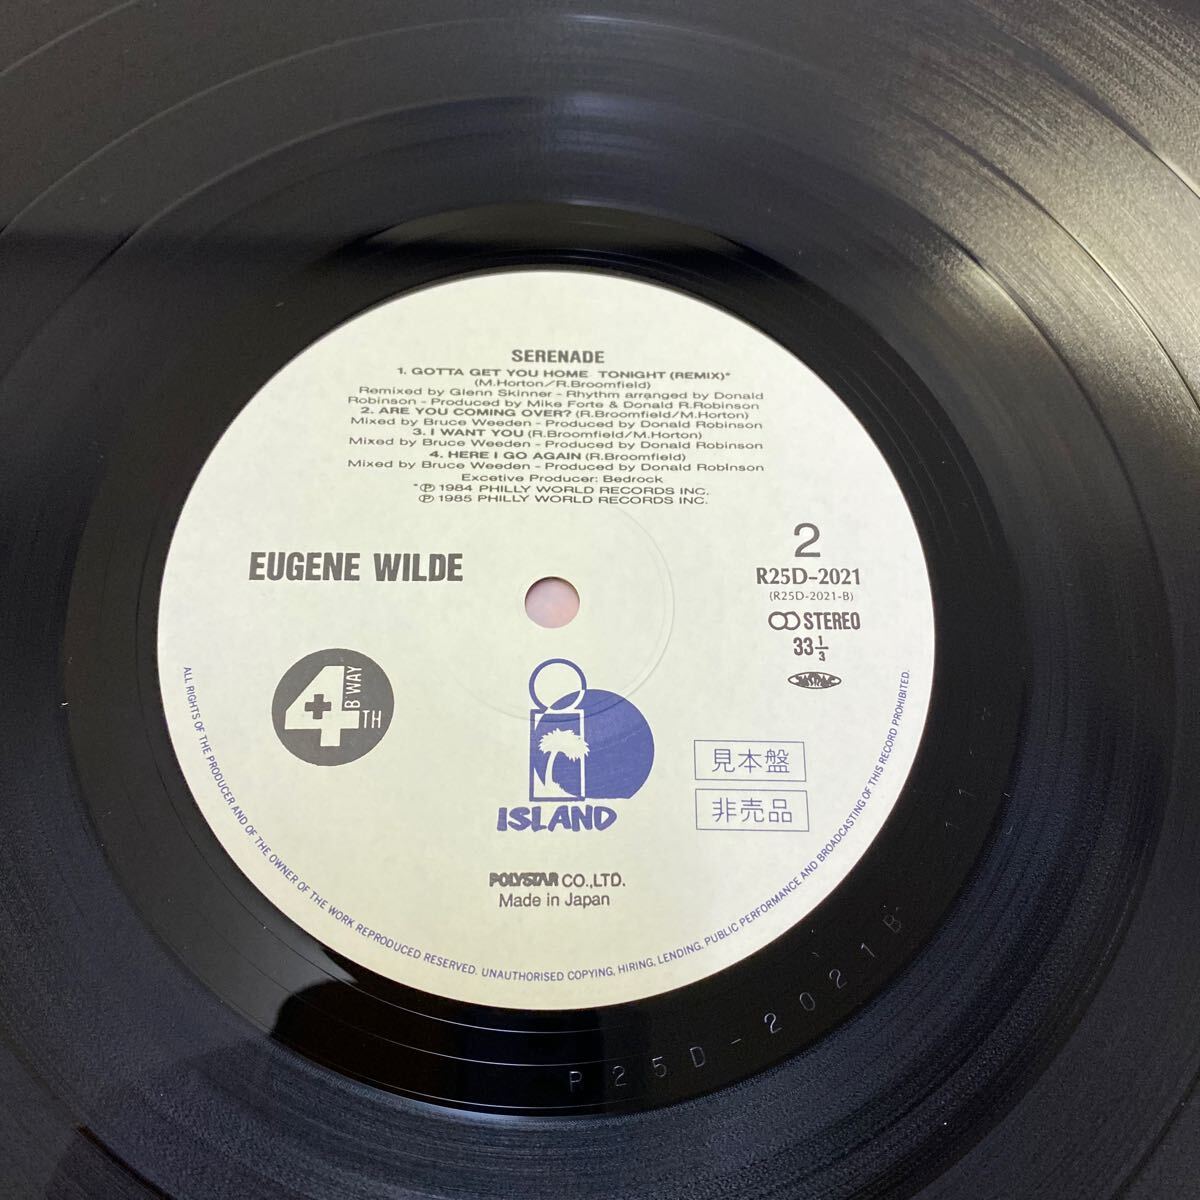 SERENADE
1. GOTTA GET YOU HOME TONIGHT (REMIX)*
(M.Horton/R.Broomfield)
Remixed by Glenn Skinner - Rhythm arranged by Donald
Robinson - Produced by Mike Forte & Donald R.Robinson
2. ARE YOU COMING OVER? (R.Broomfield/M.Horton)
Mixed by Bruce Weeden - Produced by Donald Robinson
3. I WANT YOU (R.Broomfield/M.Horton)
Mixed by Bruce Weeden - Produced by Donald Robinson
4. HERE I GO AGAIN (R.Broomfield)
Mixed by Bruce Weeden - Produced by Donald Robinson
Excetive Producer: Bedrock
*℗ 1984 PHILLY WORLD RECORDS INC.
℗ 1985 PHILLY WORLD RECORDS INC.
EUGENE WILDE
2
R25D-2021
(R25D-2021-B)
STEREO
33 1/3
4TH B'WAY
ISLAND
見本盤
非売品
POLYSTAR CO.,LTD.
Made in Japan
ALL RIGHTS OF THE PRODUCER AND OF THE OWNER OF THE WORK REPRODUCED RESERVED. UNAUTHORISED COPYING, HIRING, LENDING, PUBLIC PERFORMANCE AND BROADCASTING OF THIS RECORD PROHIBITED.
P25D-2021B